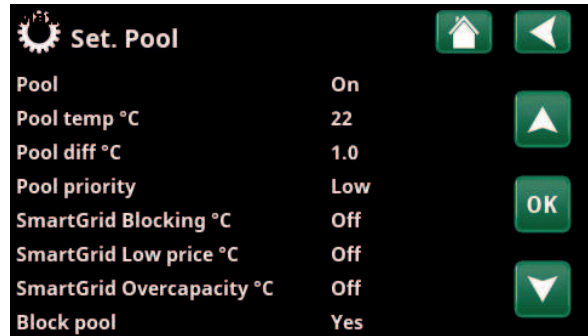 Set. Pool
Pool On
Pool temp °C 22
Pool diff °C 1.0
Pool priority Low
OK
SmartGrid Blocking °C Off
SmartGrid Low price °C Off
SmartGrid Overcapacity °C Off
Block pool Yes